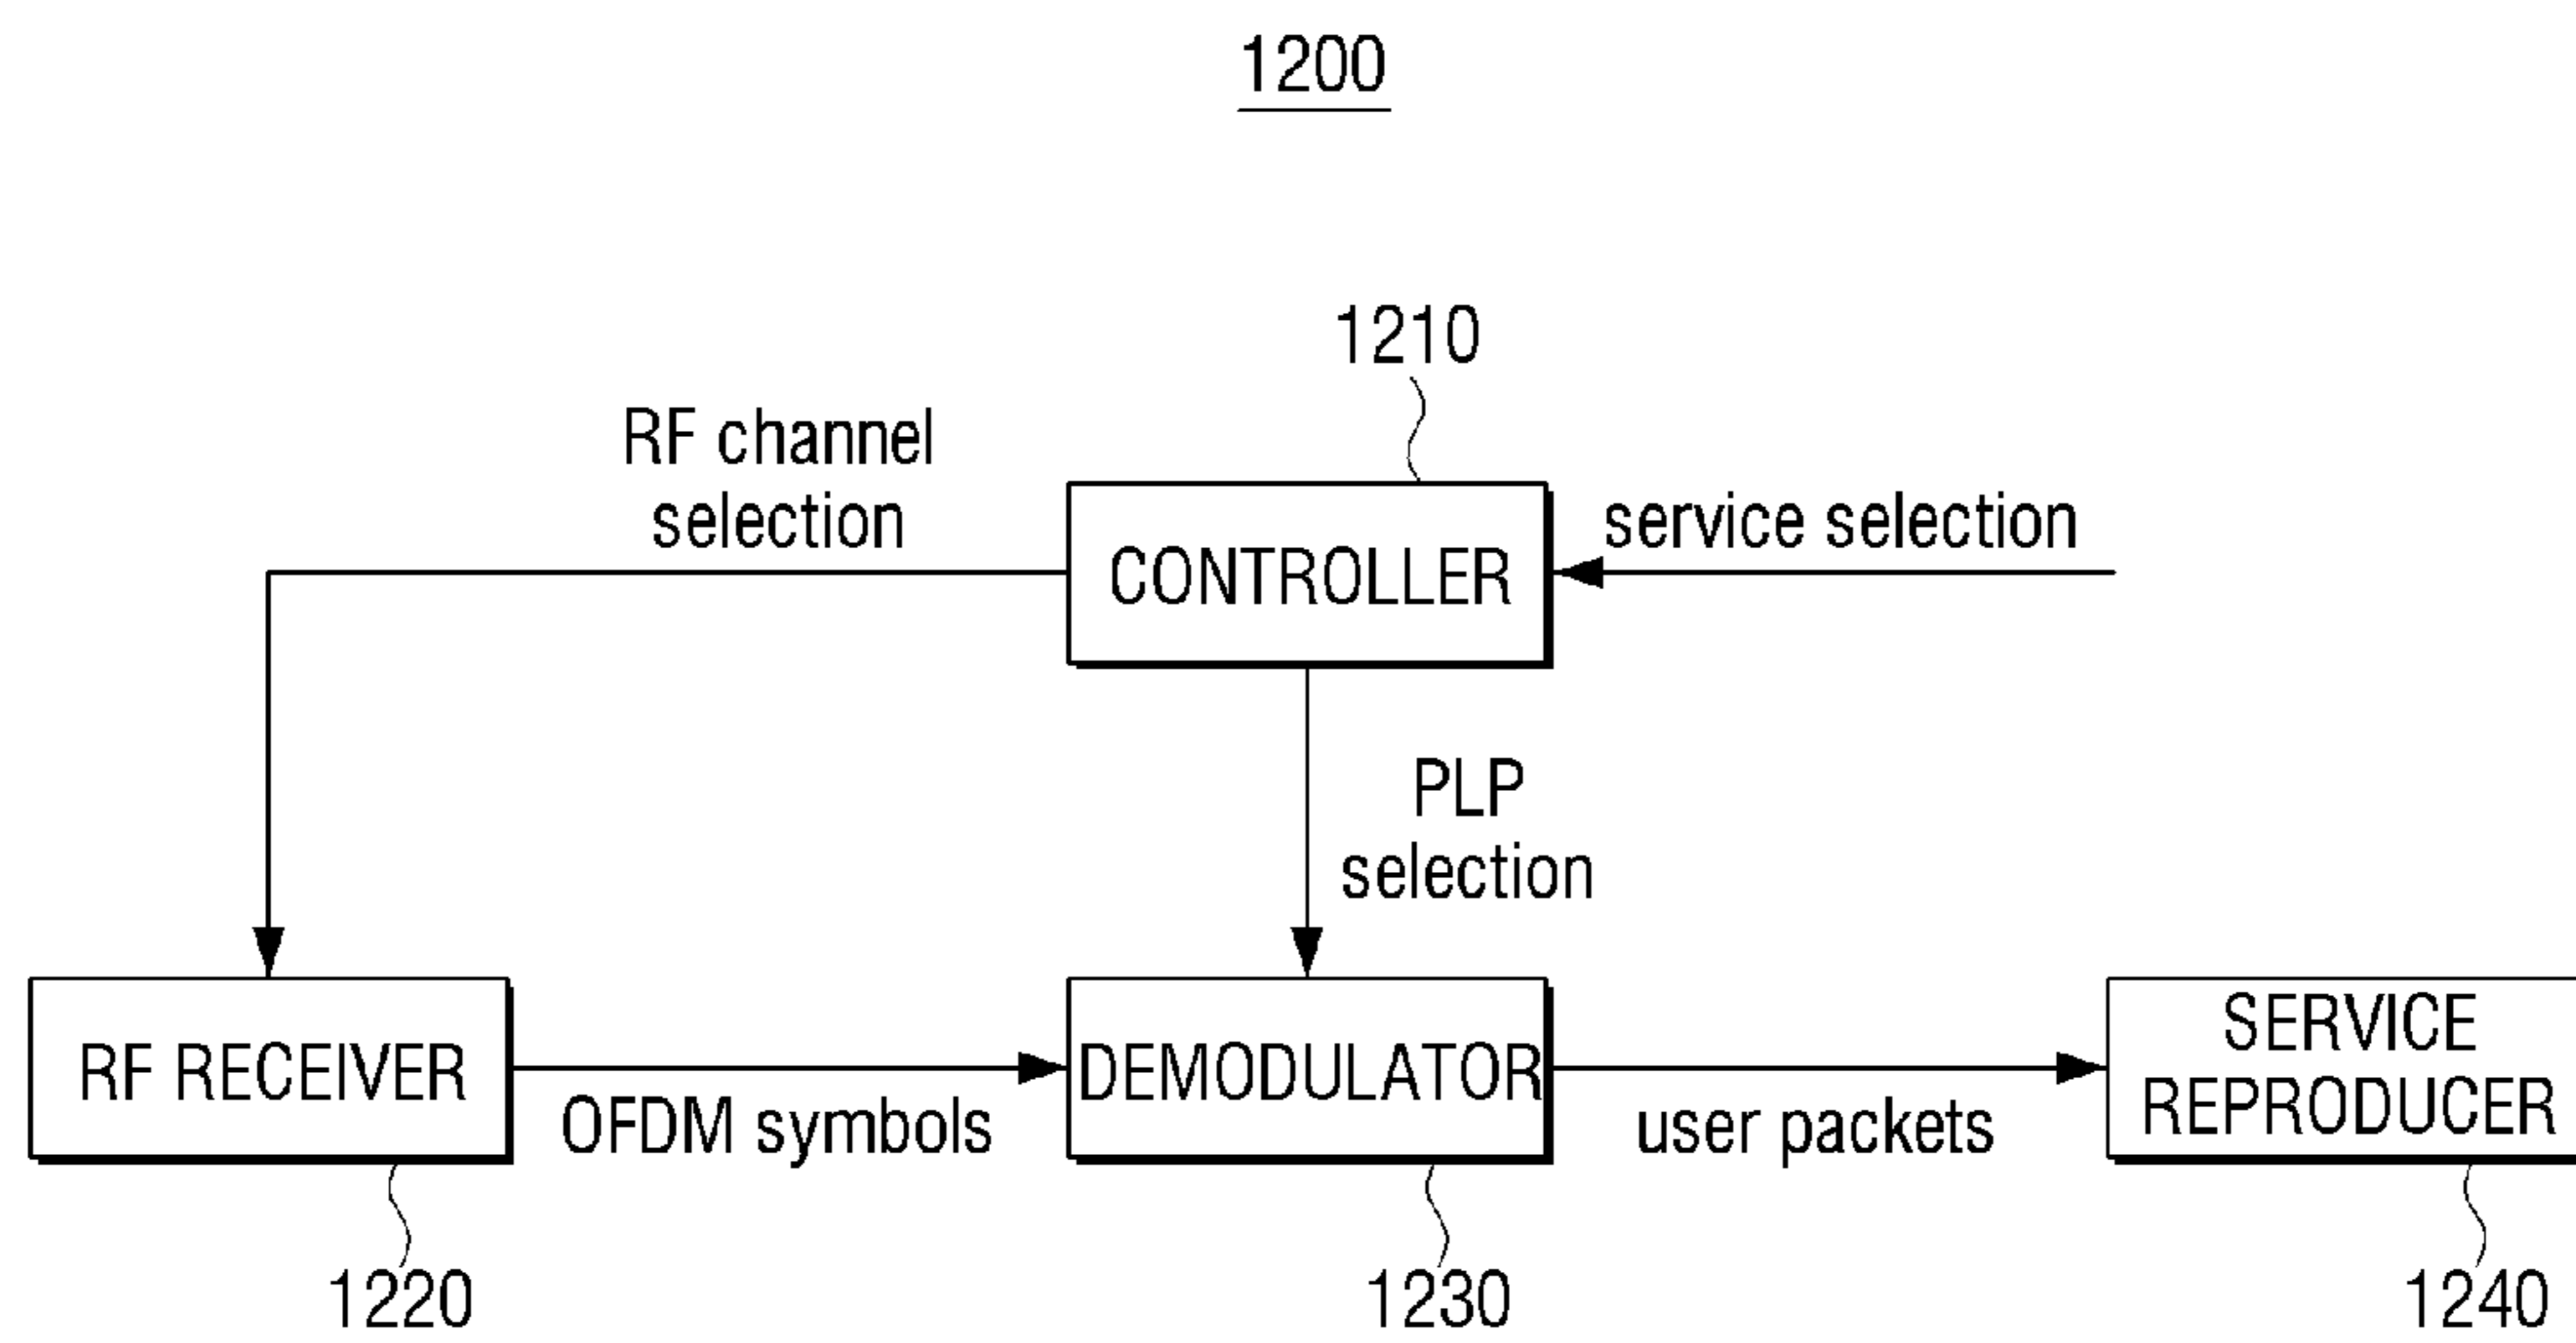 1200
1210
RF channel
selection
CONTROLLER
service selection
PLP
selection
RF RECEIVER
OFDM symbols
DEMODULATOR
user packets
SERVICE
REPRODUCER
1220
1230
1240